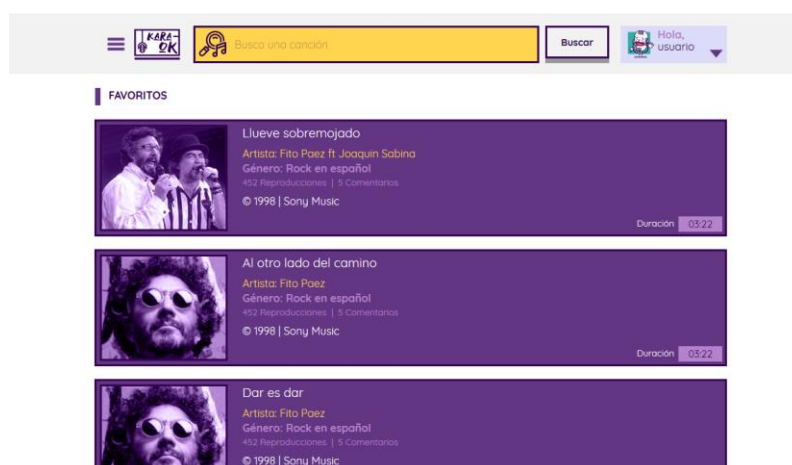 KARA-
OK
Busca una canción
Buscar
Hola,
usuario
FAVORITOS
Llueve sobremojado
Artista: Fito Paez ft Joaquin Sabina
Género: Rock en español
452 Reproducciones | 5 Comentarios
© 1998 | Sony Music
Duración 03:22
Al otro lado del camino
Artista: Fito Paez
Género: Rock en español
452 Reproducciones | 5 Comentarios
© 1998 | Sony Music
Duración 03:22
Dar es dar
Artista: Fito Paez
Género: Rock en español
452 Reproducciones | 5 Comentarios
© 1998 | Sony Music